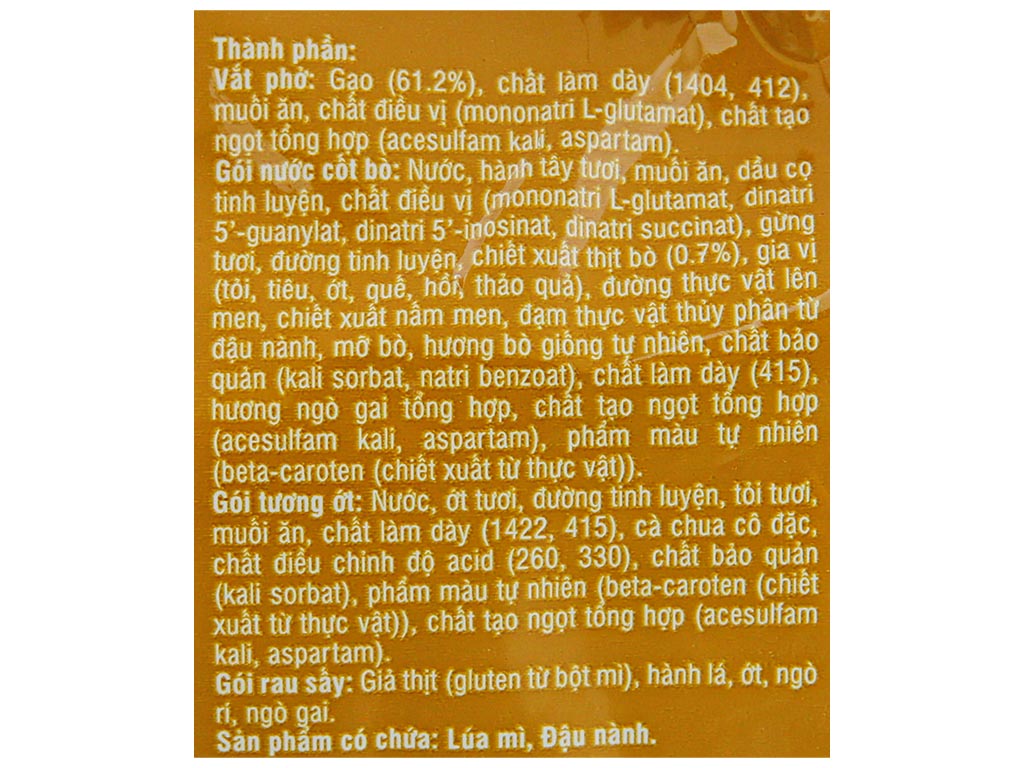 Thành phần:
Vắt phở: Gạo (61.2%), chất làm dày (1404, 412),
muối ăn, chất điều vị (mononatri L-glutamat), chất tạo
ngọt tổng hợp (acesulfam kali, aspartam).
Gói nước cốt bò: Nước, hành tây tươi, muối ăn, dầu cọ
tinh luyện, chất điều vị (mononatri L-glutamat, dinatri
5'-guanylat, dinatri 5'-inosinat, dinatri succinat), gừng
tươi, đường tinh luyện, chiết xuất thịt bò (0.7%), gia vị
(tỏi, tiêu, ớt, quế, hồi, thảo quả), đường thực vật lên
men, chiết xuất nấm men, đạm thực vật thủy phân từ
đậu nành, mỡ bò, hương bò giống tự nhiên, chất bảo
quản (kali sorbat, natri benzoat), chất làm dày (415),
hương ngò gai tổng hợp, chất tạo ngọt tổng hợp
(acesulfam kali, aspartam), phẩm màu tự nhiên
(beta-caroten (chiết xuất từ thực vật)).
Gói tương ớt: Nước, ớt tươi, đường tinh luyện, tỏi tươi,
muối ăn, chất làm dày (1422, 415), cà chua cô đặc,
chất điều chỉnh độ acid (260, 330), chất bảo quản
(kali sorbat), phẩm màu tự nhiên (beta-caroten (chiết
xuất từ thực vật)), chất tạo ngọt tổng hợp (acesulfam
kali, aspartam).
Gói rau sấy: Giả thịt (gluten từ bột mì), hành lá, ớt, ngò
rí, ngò gai.
Sản phẩm có chứa: Lúa mì, Đậu nành.